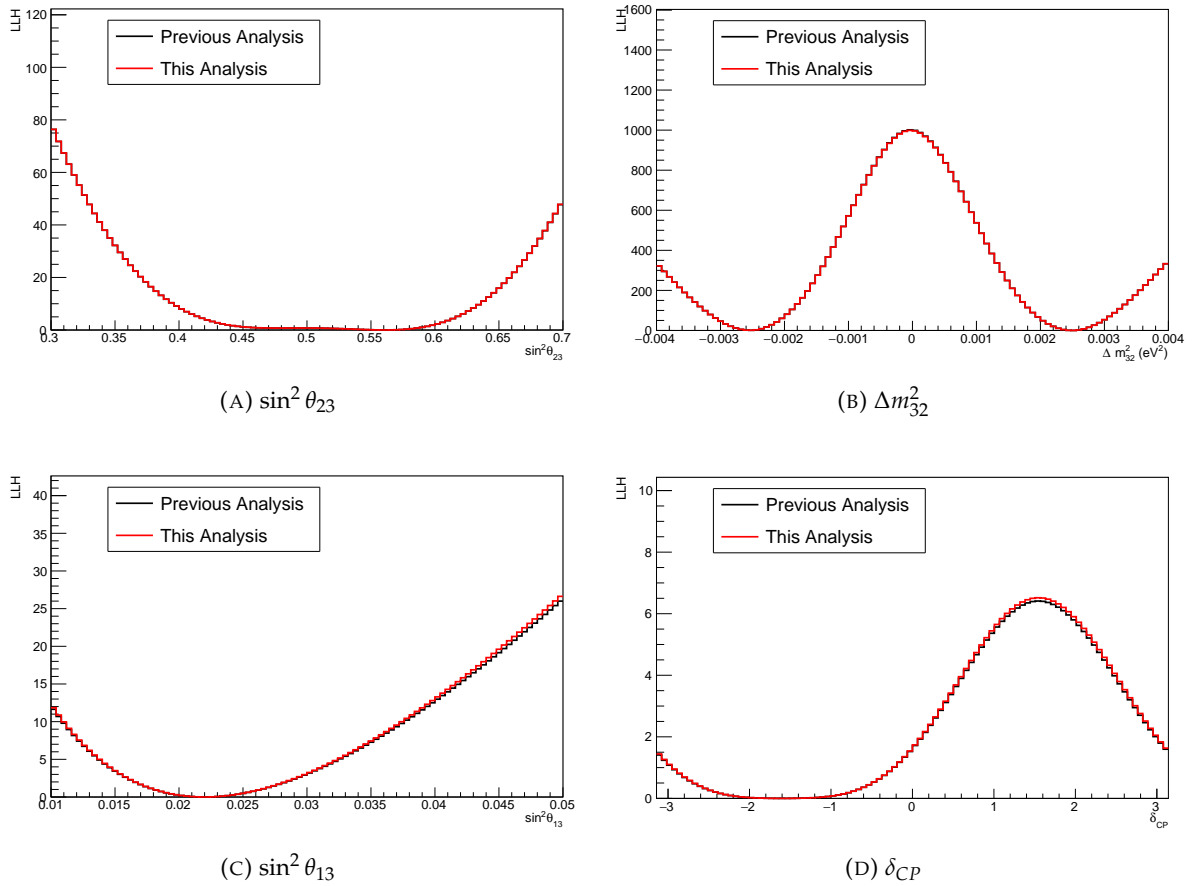 LLH
120
100
80
60
40
20
0
Previous Analysis
This Analysis
0.3 0.35 0.4 0.45 0.5 0.55 0.6 0.65 0.7
sin²θ₂₃
(A) sin² θ₂₃
LLH
1600
1400
1200
1000
800
600
400
200
0
Previous Analysis
This Analysis
−0.004 −0.003 −0.002 −0.001 0 0.001 0.002 0.003 0.004
Δ m²₃₂ (eV²)
(B) Δm²₃₂
LLH
40
35
30
25
20
15
10
5
0
Previous Analysis
This Analysis
0.01 0.015 0.02 0.025 0.03 0.035 0.04 0.045 0.05
sin²θ₁₃
(C) sin² θ₁₃
LLH
10
8
6
4
2
0
Previous Analysis
This Analysis
−3 −2 −1 0 1 2 3
δCP
(D) δCP